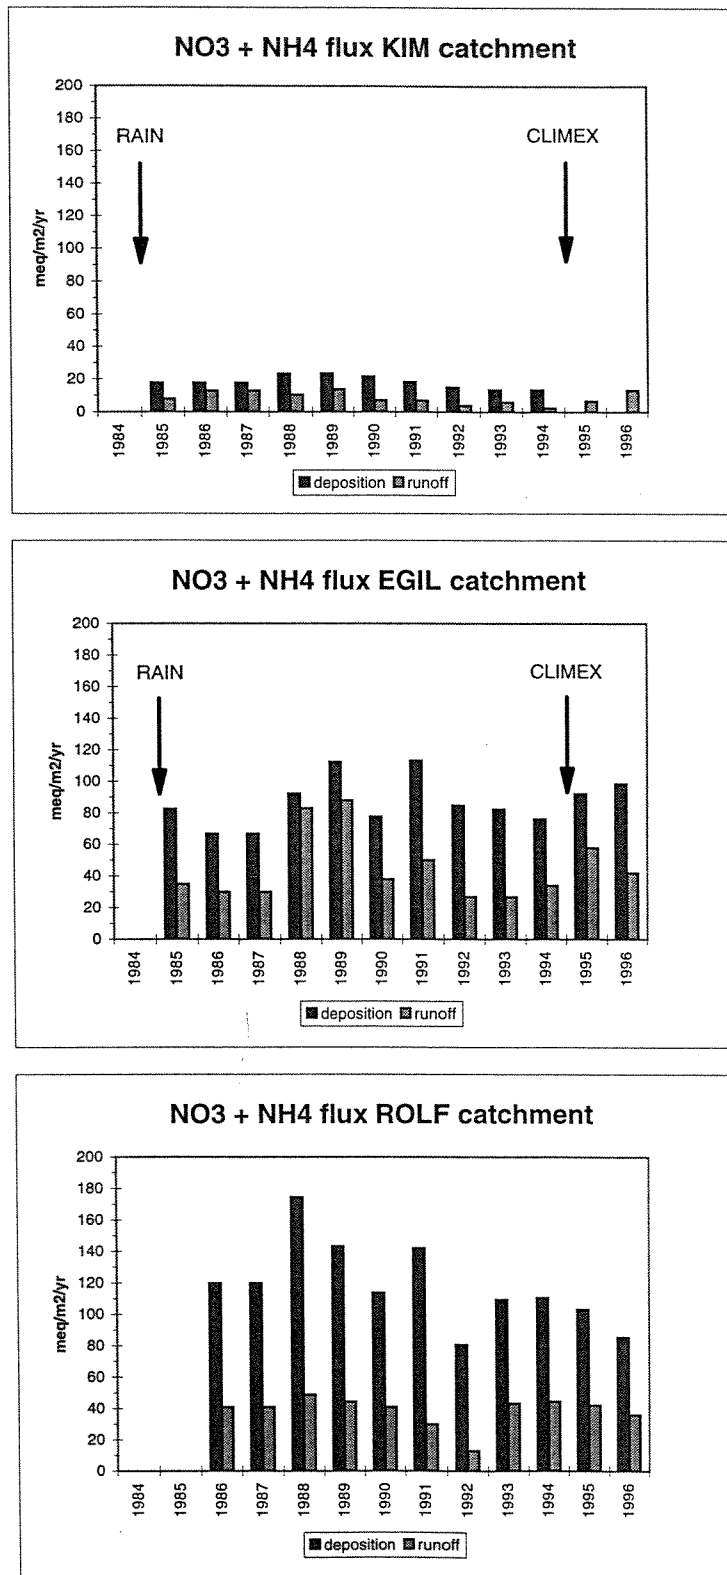 NO3 + NH4 flux KIM catchment
200
180
160
140
120
100
80
60
40
20
0
meq/m2/yr
RAIN
CLIMEX
1984 1985 1986 1987 1988 1989 1990 1991 1992 1993 1994 1995 1996
deposition runoff
NO3 + NH4 flux EGIL catchment
200
180
160
140
120
100
80
60
40
20
0
meq/m2/yr
RAIN
CLIMEX
1984 1985 1986 1987 1988 1989 1990 1991 1992 1993 1994 1995 1996
deposition runoff
NO3 + NH4 flux ROLF catchment
200
180
160
140
120
100
80
60
40
20
0
meq/m2/yr
1984 1985 1986 1987 1988 1989 1990 1991 1992 1993 1994 1995 1996
deposition runoff